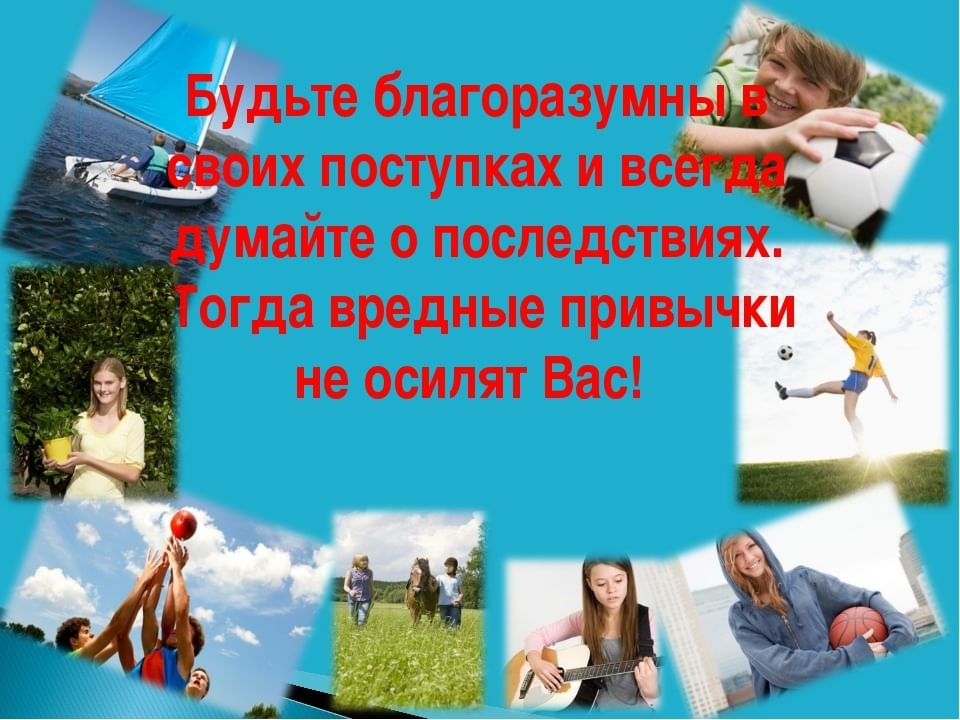 Будьте благоразумны в
своих поступках и всегда
думайте о последствиях.
Тогда вредные привычки
не осилят Вас!